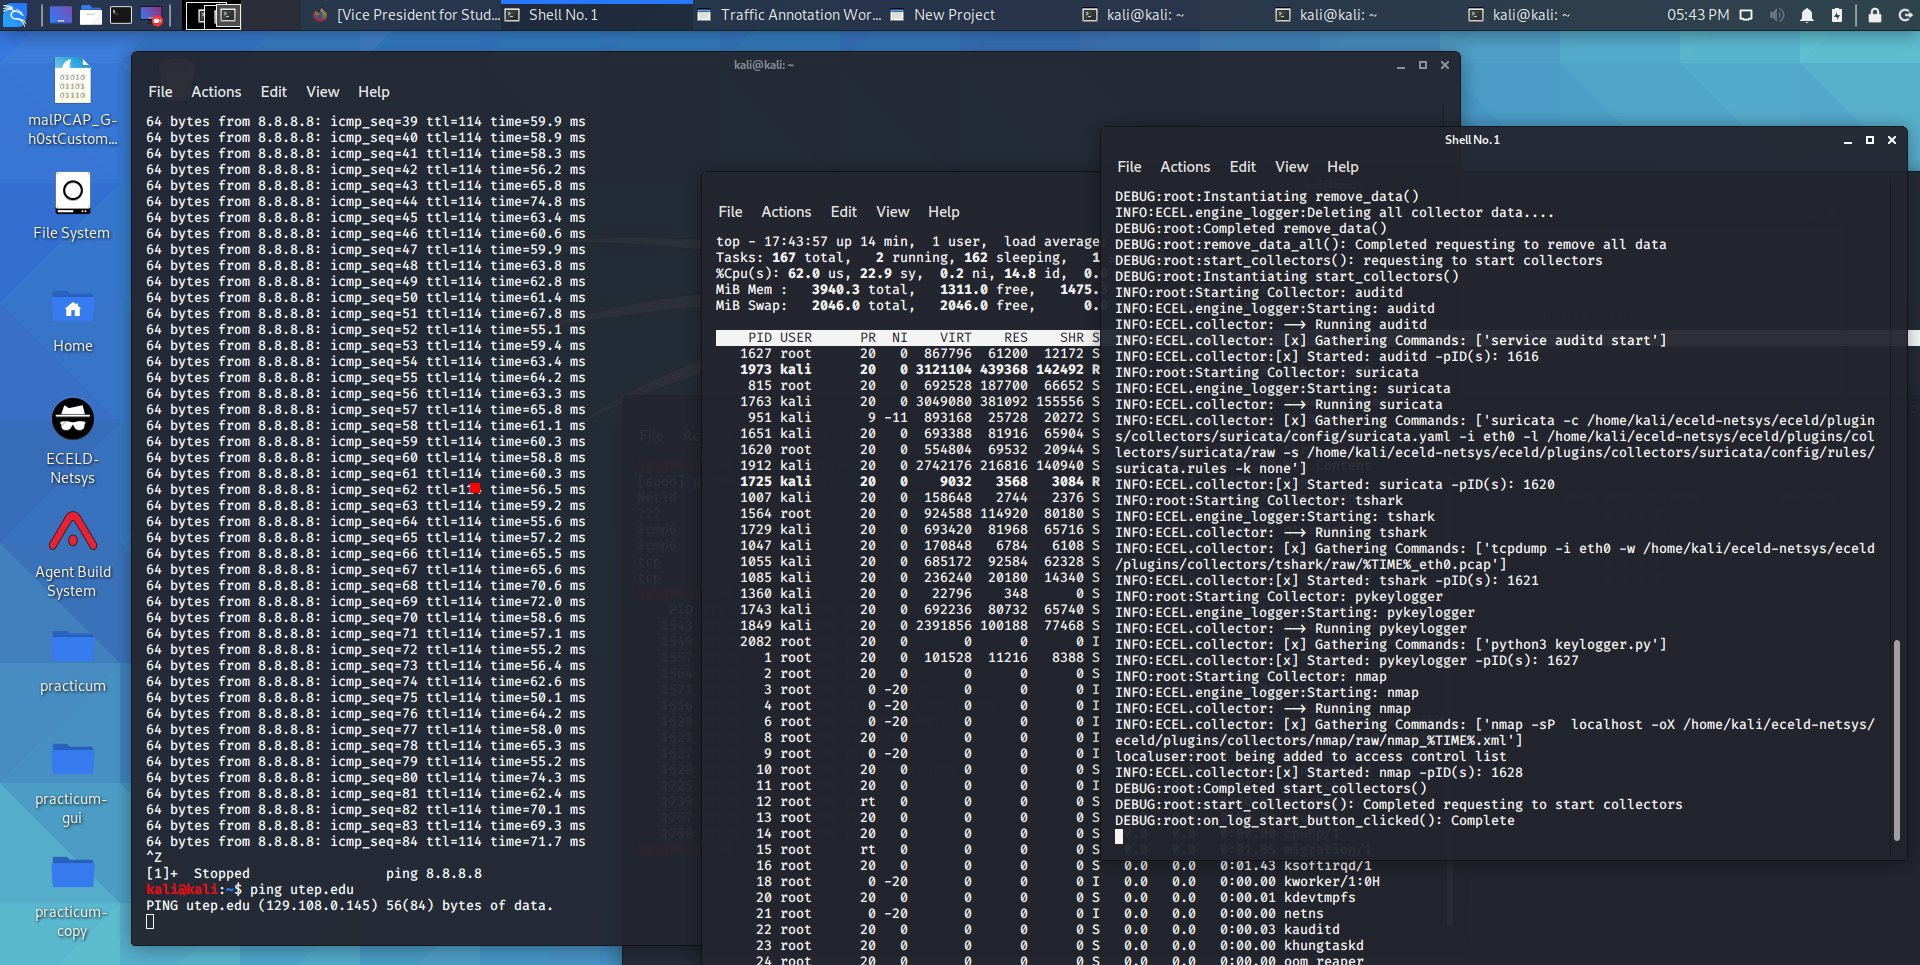 [Vice President for Stud...
Shell No. 1
Traffic Annotation Wor...
New Project
kali@kali: ~
kali@kali: ~
kali@kali: ~
05:43 PM
malPCAP_G-
h0stCustom...
File System
Home
ECELD-
Netsys
Agent Build
System
practicum
practicum-
gui
practicum-
copy
kali@kali: ~
File Actions Edit View Help
64 bytes from 8.8.8.8: icmp_seq=39 ttl=114 time=59.9 ms
64 bytes from 8.8.8.8: icmp_seq=40 ttl=114 time=58.9 ms
64 bytes from 8.8.8.8: icmp_seq=41 ttl=114 time=58.3 ms
64 bytes from 8.8.8.8: icmp_seq=42 ttl=114 time=56.2 ms
64 bytes from 8.8.8.8: icmp_seq=43 ttl=114 time=65.8 ms
64 bytes from 8.8.8.8: icmp_seq=44 ttl=114 time=74.8 ms
64 bytes from 8.8.8.8: icmp_seq=45 ttl=114 time=63.4 ms
64 bytes from 8.8.8.8: icmp_seq=46 ttl=114 time=60.6 ms
64 bytes from 8.8.8.8: icmp_seq=47 ttl=114 time=59.9 ms
64 bytes from 8.8.8.8: icmp_seq=48 ttl=114 time=63.8 ms
64 bytes from 8.8.8.8: icmp_seq=49 ttl=114 time=62.8 ms
64 bytes from 8.8.8.8: icmp_seq=50 ttl=114 time=61.4 ms
64 bytes from 8.8.8.8: icmp_seq=51 ttl=114 time=67.8 ms
64 bytes from 8.8.8.8: icmp_seq=52 ttl=114 time=55.1 ms
64 bytes from 8.8.8.8: icmp_seq=53 ttl=114 time=59.4 ms
64 bytes from 8.8.8.8: icmp_seq=54 ttl=114 time=63.4 ms
64 bytes from 8.8.8.8: icmp_seq=55 ttl=114 time=64.2 ms
64 bytes from 8.8.8.8: icmp_seq=56 ttl=114 time=63.3 ms
64 bytes from 8.8.8.8: icmp_seq=57 ttl=114 time=65.8 ms
64 bytes from 8.8.8.8: icmp_seq=58 ttl=114 time=61.1 ms
64 bytes from 8.8.8.8: icmp_seq=59 ttl=114 time=60.3 ms
64 bytes from 8.8.8.8: icmp_seq=60 ttl=114 time=58.8 ms
64 bytes from 8.8.8.8: icmp_seq=61 ttl=114 time=60.3 ms
64 bytes from 8.8.8.8: icmp_seq=62 ttl=114 time=56.5 ms
64 bytes from 8.8.8.8: icmp_seq=63 ttl=114 time=59.2 ms
64 bytes from 8.8.8.8: icmp_seq=64 ttl=114 time=55.6 ms
64 bytes from 8.8.8.8: icmp_seq=65 ttl=114 time=57.2 ms
64 bytes from 8.8.8.8: icmp_seq=66 ttl=114 time=65.5 ms
64 bytes from 8.8.8.8: icmp_seq=67 ttl=114 time=65.6 ms
64 bytes from 8.8.8.8: icmp_seq=68 ttl=114 time=70.6 ms
64 bytes from 8.8.8.8: icmp_seq=69 ttl=114 time=72.0 ms
64 bytes from 8.8.8.8: icmp_seq=70 ttl=114 time=58.6 ms
64 bytes from 8.8.8.8: icmp_seq=71 ttl=114 time=57.1 ms
64 bytes from 8.8.8.8: icmp_seq=72 ttl=114 time=55.2 ms
64 bytes from 8.8.8.8: icmp_seq=73 ttl=114 time=56.4 ms
64 bytes from 8.8.8.8: icmp_seq=74 ttl=114 time=62.6 ms
64 bytes from 8.8.8.8: icmp_seq=75 ttl=114 time=50.1 ms
64 bytes from 8.8.8.8: icmp_seq=76 ttl=114 time=64.2 ms
64 bytes from 8.8.8.8: icmp_seq=77 ttl=114 time=58.0 ms
64 bytes from 8.8.8.8: icmp_seq=78 ttl=114 time=65.3 ms
64 bytes from 8.8.8.8: icmp_seq=79 ttl=114 time=55.2 ms
64 bytes from 8.8.8.8: icmp_seq=80 ttl=114 time=74.3 ms
64 bytes from 8.8.8.8: icmp_seq=81 ttl=114 time=62.4 ms
64 bytes from 8.8.8.8: icmp_seq=82 ttl=114 time=70.1 ms
64 bytes from 8.8.8.8: icmp_seq=83 ttl=114 time=69.3 ms
64 bytes from 8.8.8.8: icmp_seq=84 ttl=114 time=71.7 ms
^Z
[1]+  Stopped                 ping 8.8.8.8
kali@kali:~$ ping utep.edu
PING utep.edu (129.108.0.145) 56(84) bytes of data.
File Actions Edit View Help
top - 17:43:57 up 14 min,  1 user,  load average
Tasks: 167 total,   2 running, 162 sleeping,   1
%Cpu(s): 62.0 us, 22.9 sy,  0.2 ni, 14.8 id,  0.
MiB Mem :   3940.3 total,   1311.0 free,   1475.
MiB Swap:   2046.0 total,   2046.0 free,      0.
PID USER PR NI VIRT RES SHR S
1627 root 20 0 867796 61200 12172 S
1973 kali 20 0 3121104 439368 142492 R
815 root 20 0 692528 187700 66652 S
1763 kali 20 0 3049080 381092 155556 S
951 kali 9 -11 893168 25728 20272 S
1651 kali 20 0 693388 81916 65904 S
1620 root 20 0 554804 69532 20944 S
1912 kali 20 0 2742176 216816 140940 S
1725 kali 20 0 9032 3568 3084 R
1007 kali 20 0 158648 2744 2376 S
1564 root 20 0 924588 114920 80180 S
1729 kali 20 0 693420 81968 65716 S
1047 kali 20 0 170848 6784 6108 S
1055 kali 20 0 685172 92584 62328 S
1085 kali 20 0 236240 20180 14340 S
1360 kali 20 0 22796 348 0 S
1743 kali 20 0 692236 80732 65740 S
1849 kali 20 0 2391856 100188 77468 S
2082 root 20 0 0 0 0 I
1 root 20 0 101528 11216 8388 S
2 root 20 0 0 0 0 S
3 root 0 -20 0 0 0 I
4 root 0 -20 0 0 0 I
6 root 0 -20 0 0 0 I
8 root 20 0 0 0 0 I
9 root 0 -20 0 0 0 I
10 root 20 0 0 0 0 S
11 root 20 0 0 0 0 I
12 root rt 0 0 0 0 S
13 root 20 0 0 0 0 S
14 root 20 0 0 0 0 S
15 root rt 0 0 0 0 S
16 root 20 0 0 0 0 S 0.0 0.0 0:01.43 ksoftirqd/1
18 root 0 -20 0 0 0 I 0.0 0.0 0:00.00 kworker/1:0H
20 root 20 0 0 0 0 S 0.0 0.0 0:00.01 kdevtmpfs
21 root 0 -20 0 0 0 I 0.0 0.0 0:00.00 netns
22 root 20 0 0 0 0 S 0.0 0.0 0:00.03 kauditd
23 root 20 0 0 0 0 S 0.0 0.0 0:00.00 khungtaskd
24 root 20 0 0 0 0 S 0.0 0.0 0:00.00 oom_reaper
Shell No. 1
File Actions Edit View Help
DEBUG:root:Instantiating remove_data()
INFO:ECEL.engine_logger:Deleting all collector data....
DEBUG:root:Completed remove_data()
DEBUG:root:remove_data_all(): Completed requesting to remove all data
DEBUG:root:start_collectors(): requesting to start collectors
DEBUG:root:Instantiating start_collectors()
INFO:root:Starting Collector: auditd
INFO:ECEL.engine_logger:Starting: auditd
INFO:ECEL.collector: ——> Running auditd
INFO:ECEL.collector: [x] Gathering Commands: ['service auditd start']
INFO:ECEL.collector:[x] Started: auditd -pID(s): 1616
INFO:root:Starting Collector: suricata
INFO:ECEL.engine_logger:Starting: suricata
INFO:ECEL.collector: ——> Running suricata
INFO:ECEL.collector: [x] Gathering Commands: ['suricata -c /home/kali/eceld-netsys/eceld/plugin
s/collectors/suricata/config/suricata.yaml -i eth0 -l /home/kali/eceld-netsys/eceld/plugins/col
lectors/suricata/raw -s /home/kali/eceld-netsys/eceld/plugins/collectors/suricata/config/rules/
suricata.rules -k none']
INFO:ECEL.collector:[x] Started: suricata -pID(s): 1620
INFO:root:Starting Collector: tshark
INFO:ECEL.engine_logger:Starting: tshark
INFO:ECEL.collector: ——> Running tshark
INFO:ECEL.collector: [x] Gathering Commands: ['tcpdump -i eth0 -w /home/kali/eceld-netsys/eceld
/plugins/collectors/tshark/raw/%TIME%_eth0.pcap']
INFO:ECEL.collector:[x] Started: tshark -pID(s): 1621
INFO:root:Starting Collector: pykeylogger
INFO:ECEL.engine_logger:Starting: pykeylogger
INFO:ECEL.collector: ——> Running pykeylogger
INFO:ECEL.collector: [x] Gathering Commands: ['python3 keylogger.py']
INFO:ECEL.collector:[x] Started: pykeylogger -pID(s): 1627
INFO:root:Starting Collector: nmap
INFO:ECEL.engine_logger:Starting: nmap
INFO:ECEL.collector: ——> Running nmap
INFO:ECEL.collector: [x] Gathering Commands: ['nmap -sP  localhost -oX /home/kali/eceld-netsys/
eceld/plugins/collectors/nmap/raw/nmap_%TIME%.xml']
localuser:root being added to access control list
INFO:ECEL.collector:[x] Started: nmap -pID(s): 1628
DEBUG:root:Completed start_collectors()
DEBUG:root:start_collectors(): Completed requesting to start collectors
DEBUG:root:on_log_start_button_clicked(): Complete